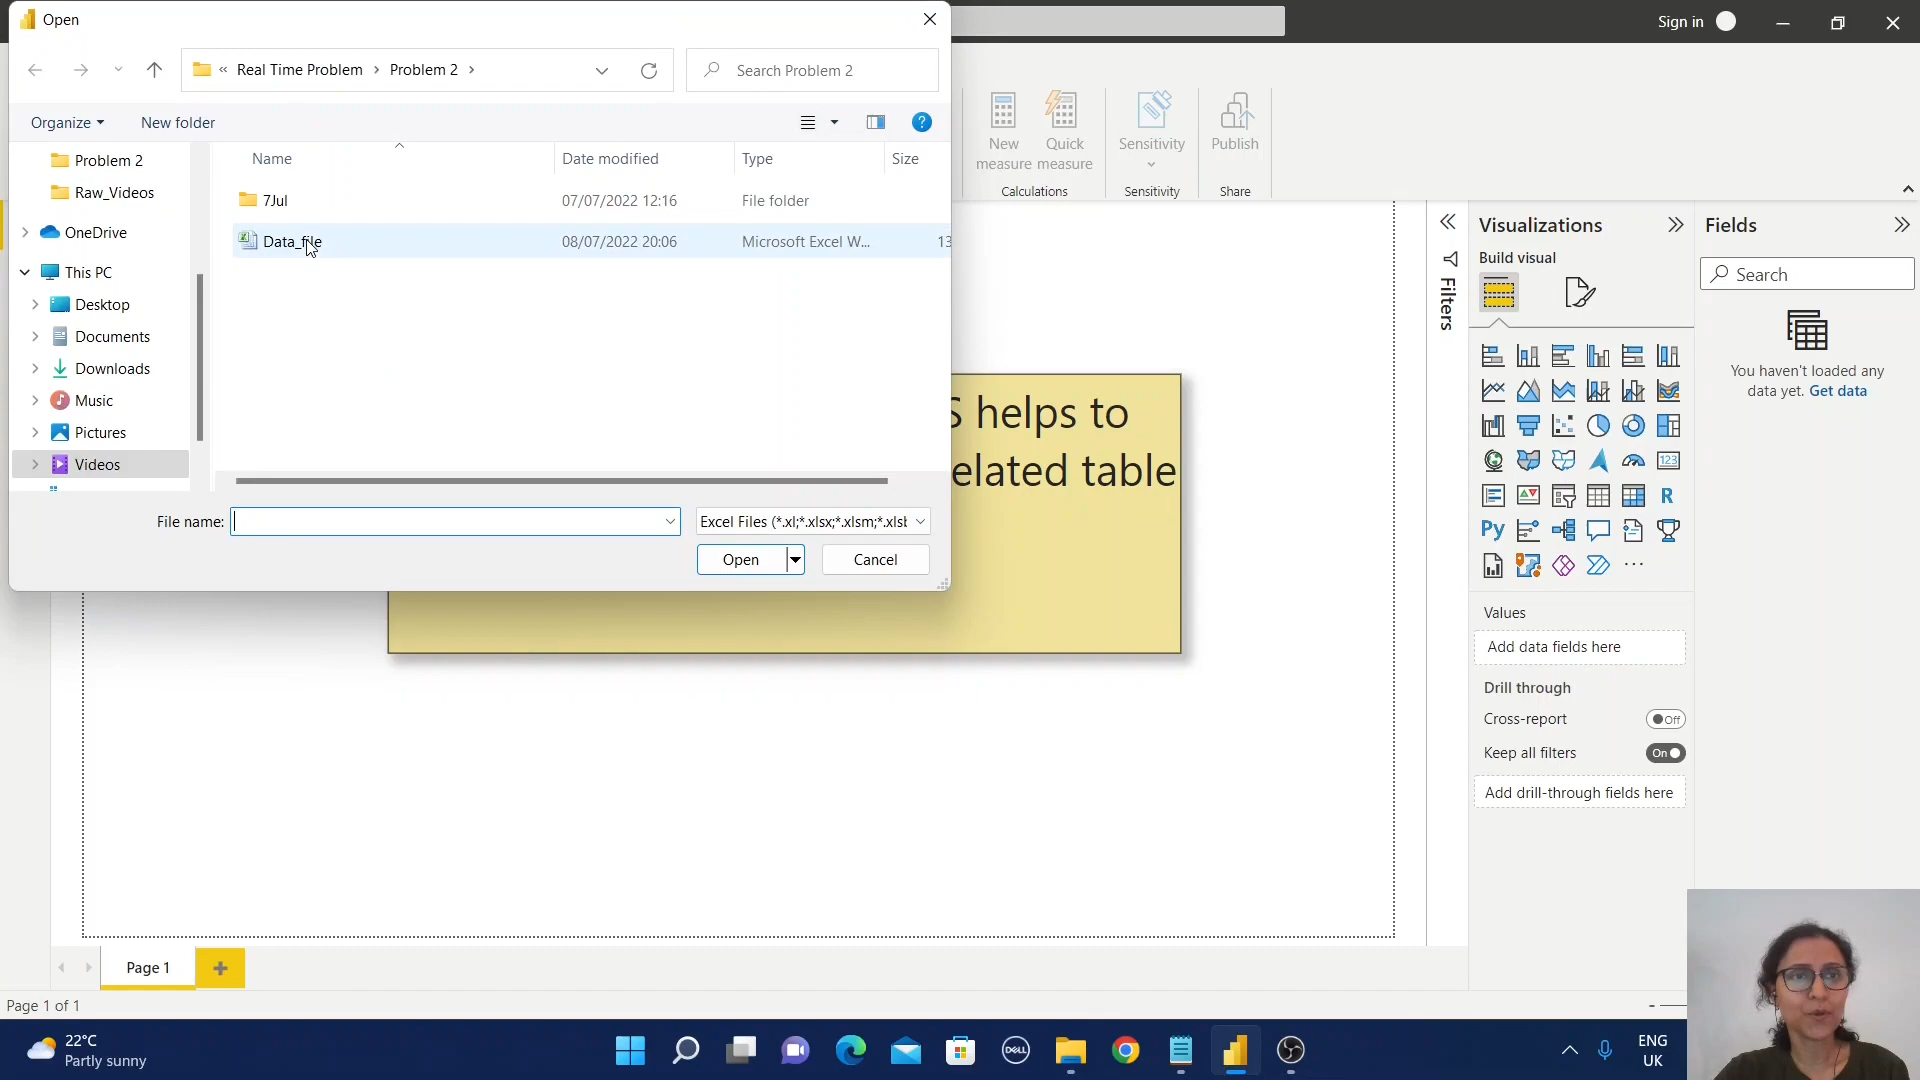 Open
Sign in
« Real Time Problem > Problem 2 >
Search Problem 2
Organize
New folder
Name
Date modified
Type
Size
Problem 2
Raw_Videos
OneDrive
This PC
Desktop
Documents
Downloads
Music
Pictures
Videos
7Jul
07/07/2022 12:16
File folder
Data_file
08/07/2022 20:06
Microsoft Excel W...
13
File name:
Excel Files (*.xl;*.xlsx;*.xlsm;*.xlsb
Open
Cancel
New
measure
Quick
measure
Calculations
Sensitivity
Sensitivity
Publish
Share
S helps to
elated table
Filters
Visualizations
Build visual
123
R
Py
...
Values
Add data fields here
Drill through
Cross-report
Off
Keep all filters
On
Add drill-through fields here
Fields
Search
You haven't loaded any
data yet. Get data
Page 1
Page 1 of 1
22°C
Partly sunny
DELL
ENG
UK